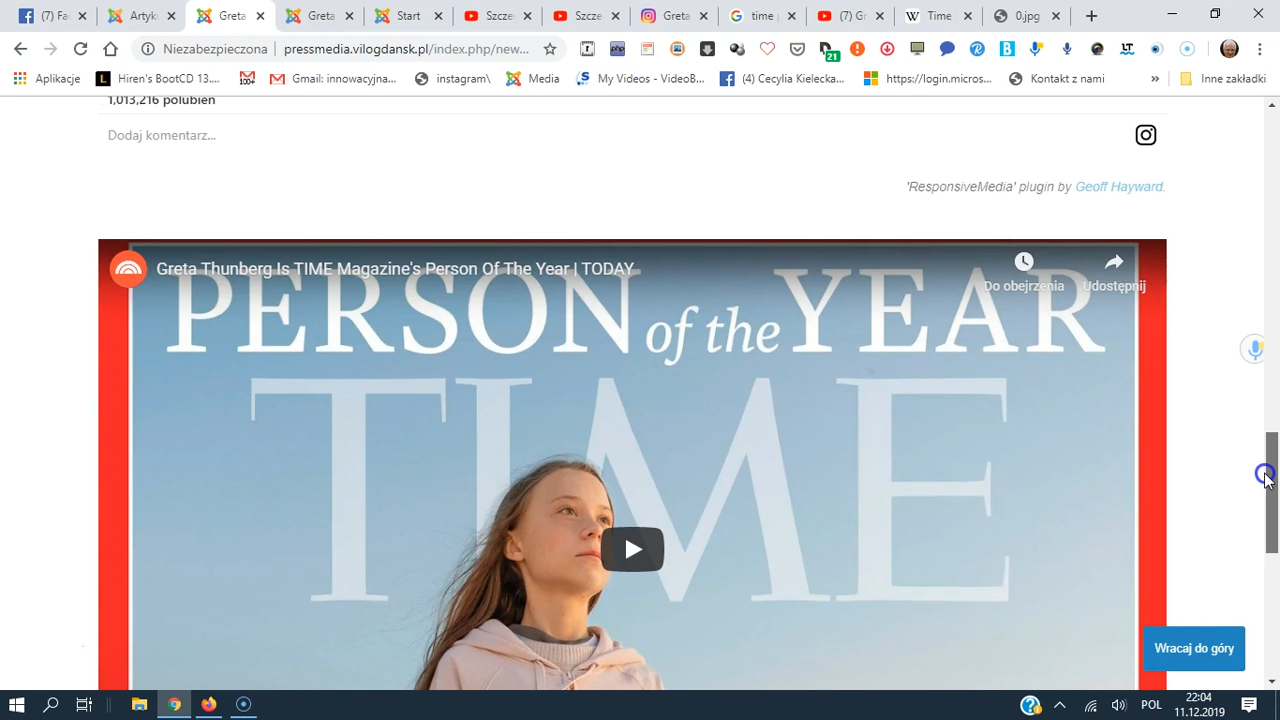 (7) Fa
Artyku
Greta
Greta
Start
Szcze
Szcze
Greta
time p
(7) Gr
Time
0.jpg
Niezabezpieczona
pressmedia.vilogdansk.pl/index.php/new...
21
Aplikacje
Hiren's BootCD 13....
100+
Gmail: innowacyjna...
instagram\
Media
My Videos - VideoB...
(4) Cecylia Kielecka...
https://login.micros...
Kontakt z nami
»
Inne zakładki
1,013,216 polubień
Dodaj komentarz...
'ResponsiveMedia' plugin by Geoff Hayward.
Greta Thunberg Is TIME Magazine's Person Of The Year | TODAY
Do obejrzenia
Udostępnij
PERSON of the YEAR
TIME
Wracaj do góry
POL
22:04
11.12.2019